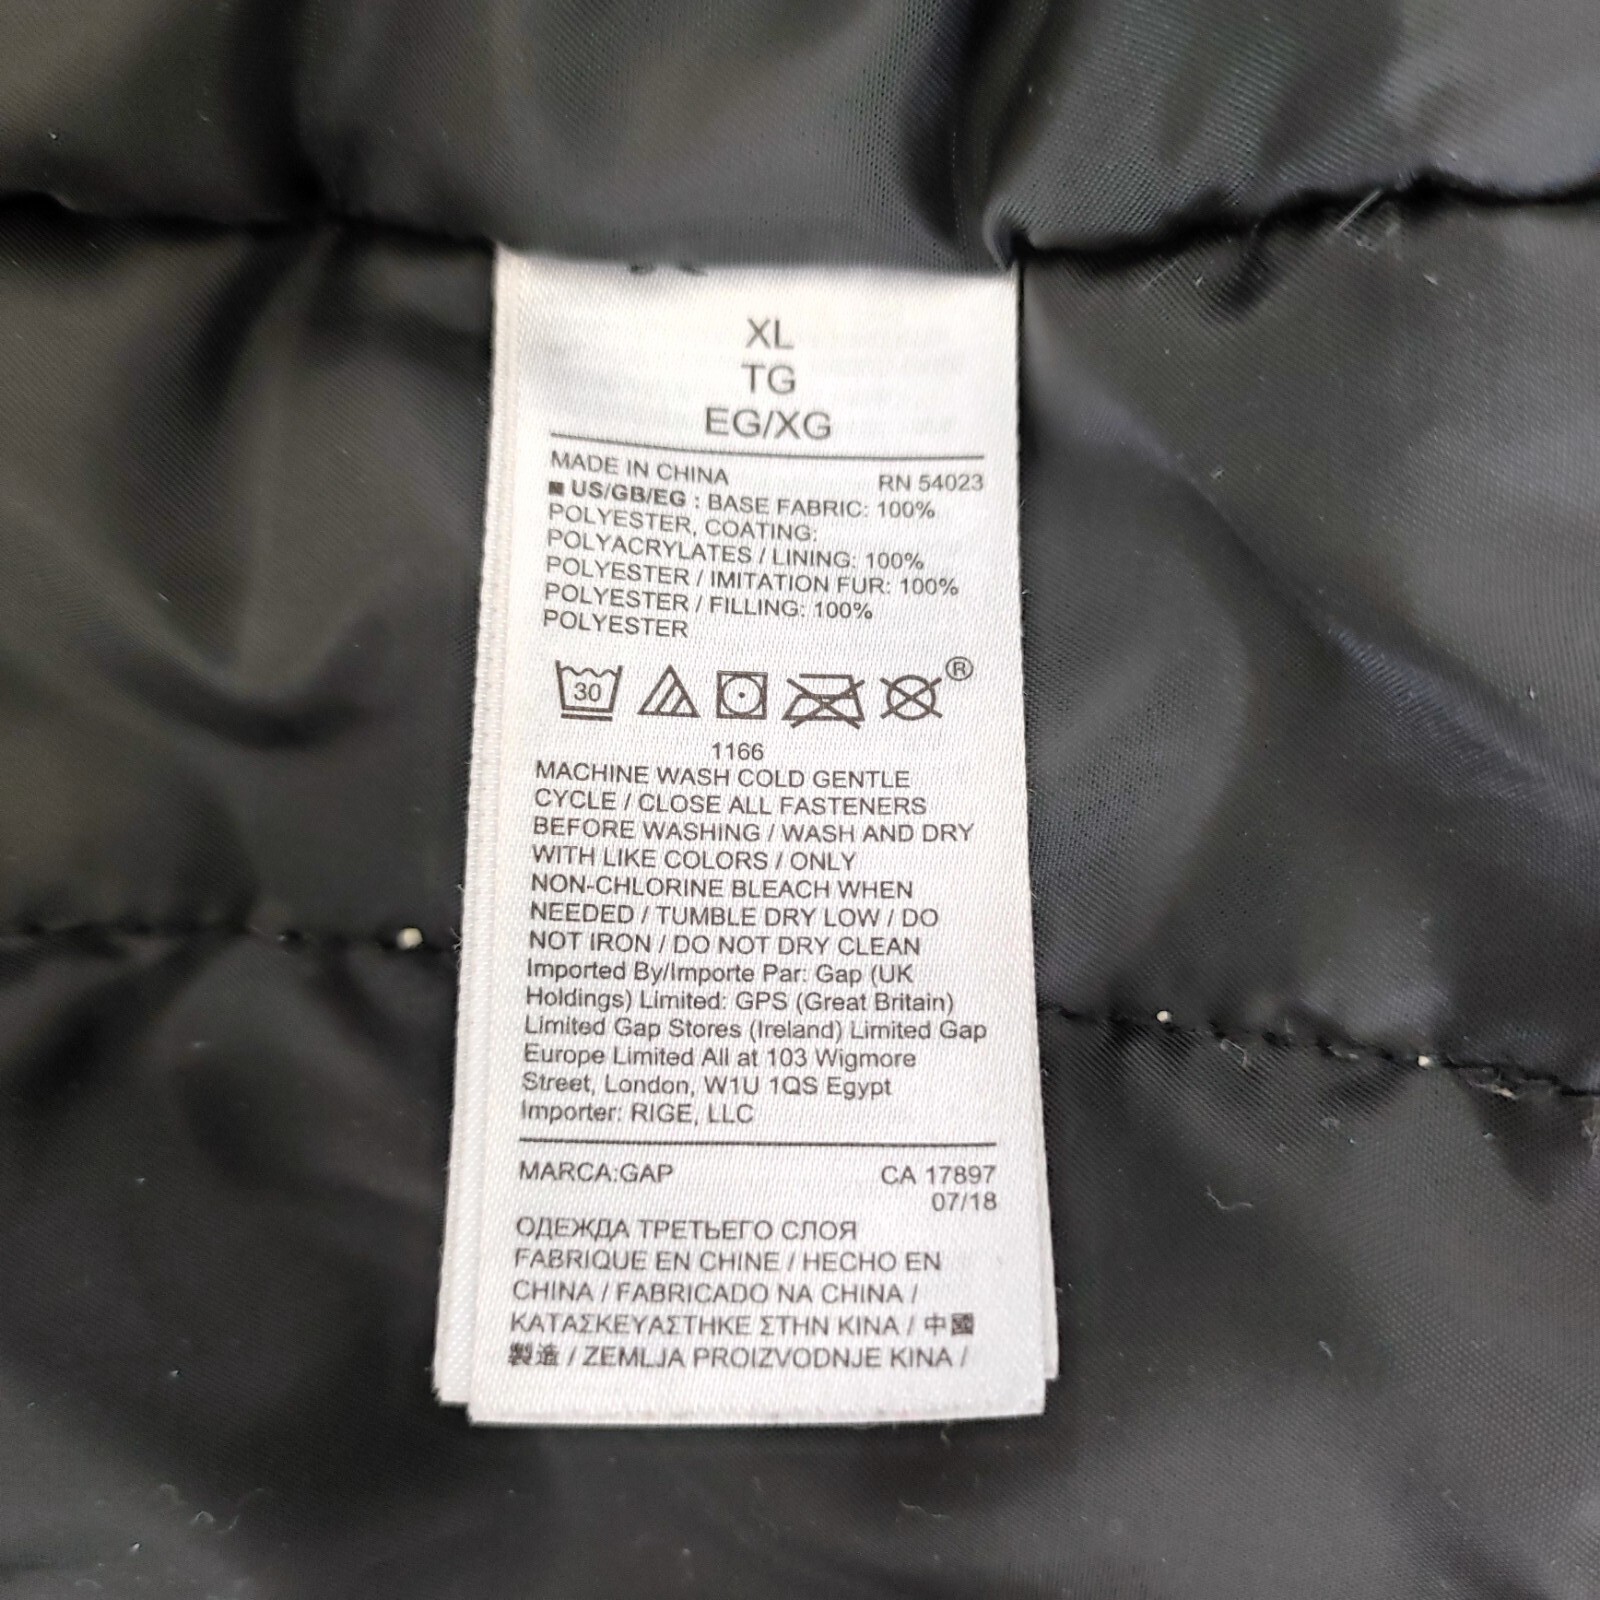 XL
TG
EG/XG
MADE IN CHINA RN 54023
US/GB/EG : BASE FABRIC: 100%
POLYESTER, COATING:
POLYACRYLATES / LINING: 100%
POLYESTER / IMITATION FUR: 100%
POLYESTER / FILLING: 100%
POLYESTER
30 ®
1166
MACHINE WASH COLD GENTLE
CYCLE / CLOSE ALL FASTENERS
BEFORE WASHING / WASH AND DRY
WITH LIKE COLORS / ONLY
NON-CHLORINE BLEACH WHEN
NEEDED / TUMBLE DRY LOW / DO
NOT IRON / DO NOT DRY CLEAN
Imported By/Importe Par: Gap (UK
Holdings) Limited: GPS (Great Britain)
Limited Gap Stores (Ireland) Limited Gap
Europe Limited All at 103 Wigmore
Street, London, W1U 1QS Egypt
Importer: RIGE, LLC
MARCA:GAP CA 17897
07/18
ОДЕЖДА ТРЕТЬЕГО СЛОЯ
FABRIQUE EN CHINE / HECHO EN
CHINA / FABRICADO NA CHINA /
ΚΑΤΑΣΚΕΥΑΣΤΗΚΕ ΣΤΗΝ ΚΙΝΑ / 中國
製造 / ZEMLJA PROIZVODNJE KINA /